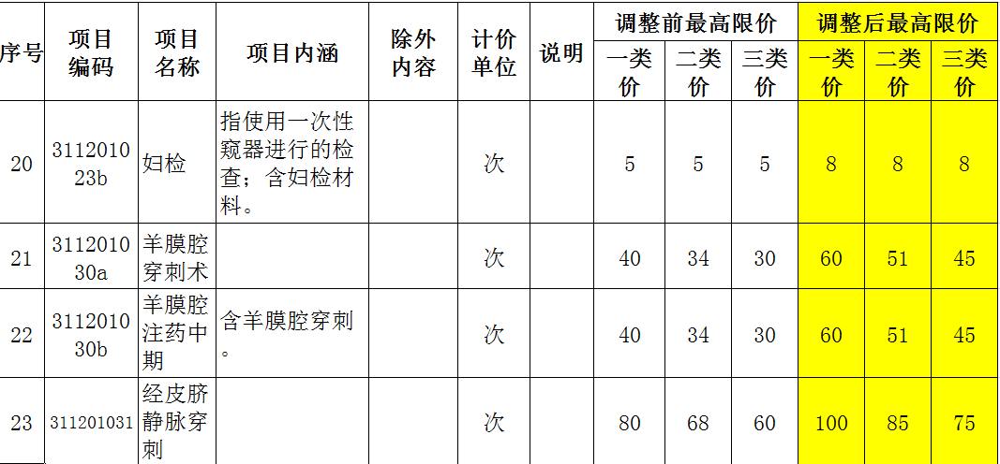 序号 项目编码 项目名称 项目内涵 除外内容 计价单位 说明 调整前最高限价 调整后最高限价
一类价 二类价 三类价 一类价 二类价 三类价
20 311201023b 妇检 指使用一次性窥器进行的检查；含妇检材料。 次 5 5 5 8 8 8
21 311201030a 羊膜腔穿刺术 次 40 34 30 60 51 45
22 311201030b 羊膜腔注药中期 含羊膜腔穿刺。 次 40 34 30 60 51 45
23 311201031 经皮脐静脉穿刺 次 80 68 60 100 85 75